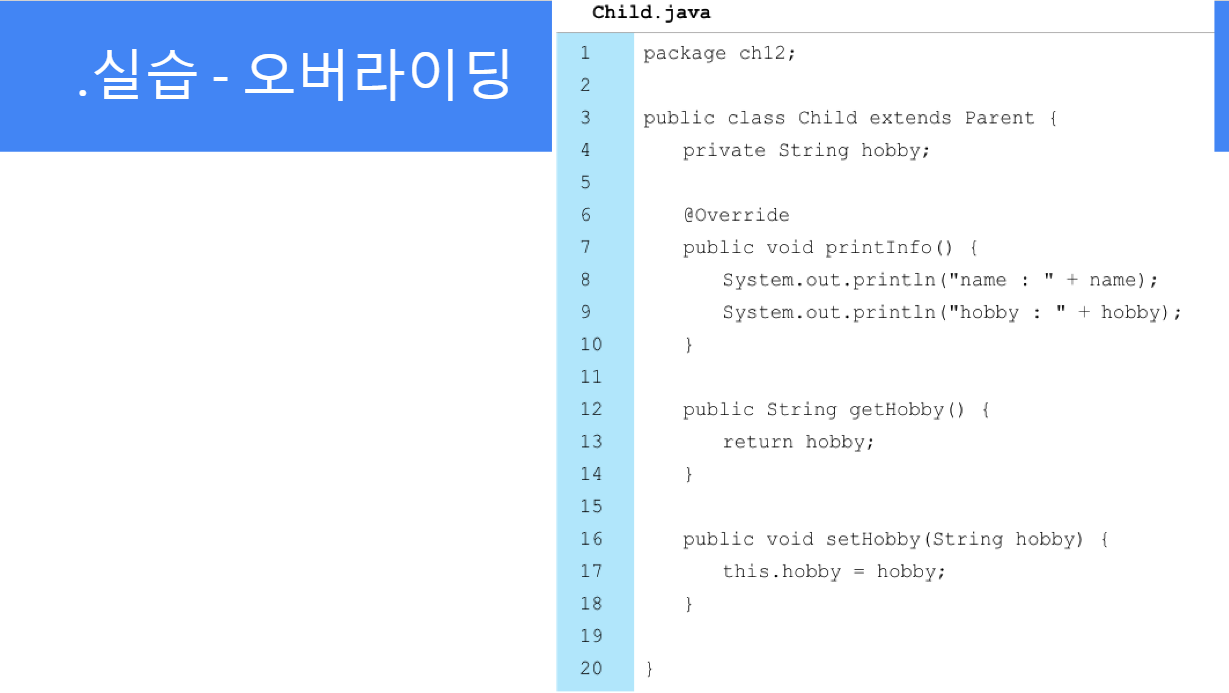 .실습 - 오버라이딩
Child.java
1 package ch12;
2
3 public class Child extends Parent {
4 private String hobby;
5
6 @Override
7 public void printInfo() {
8 System.out.println("name : " + name);
9 System.out.println("hobby : " + hobby);
10 }
11
12 public String getHobby() {
13 return hobby;
14 }
15
16 public void setHobby(String hobby) {
17 this.hobby = hobby;
18 }
19
20 }